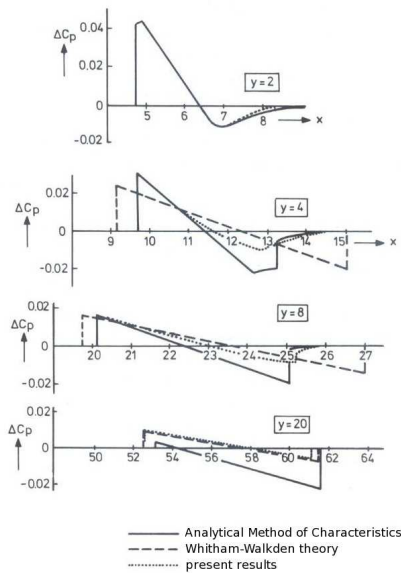 0.04
ΔCp
0.02
y=2
0
5 6 7 8 x
-0.02
0.02
ΔCp
y=4
0
9 10 11 12 13 14 15 x
-0.02
0.02
ΔCp
y=8
0
20 21 22 23 24 25 26 27
-0.02
0.02
ΔCp
y=20
0
50 52 54 56 58 60 62 64
-0.02
Analytical Method of Characteristics
Whitham-Walkden theory
present results